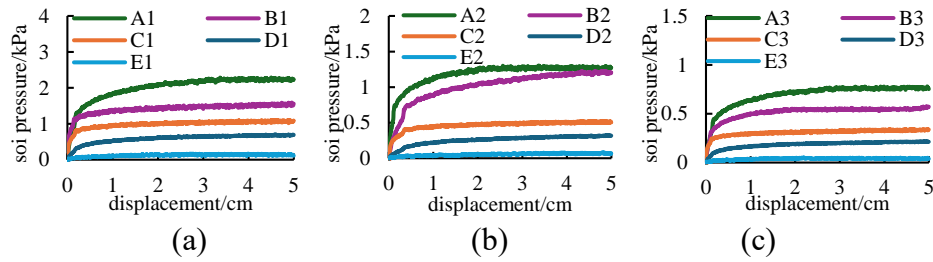 soi pressure/kPa
4
3
2
1
0
A1
B1
C1
D1
E1
0 1 2 3 4 5
displacement/cm
(a)
soi pressure/kPa
2
1.5
1
0.5
0
A2
B2
C2
D2
E2
0 1 2 3 4 5
displacement/cm
(b)
soi pressure/kPa
1.5
1
0.5
0
A3
B3
C3
D3
E3
0 1 2 3 4 5
displacement/cm
(c)